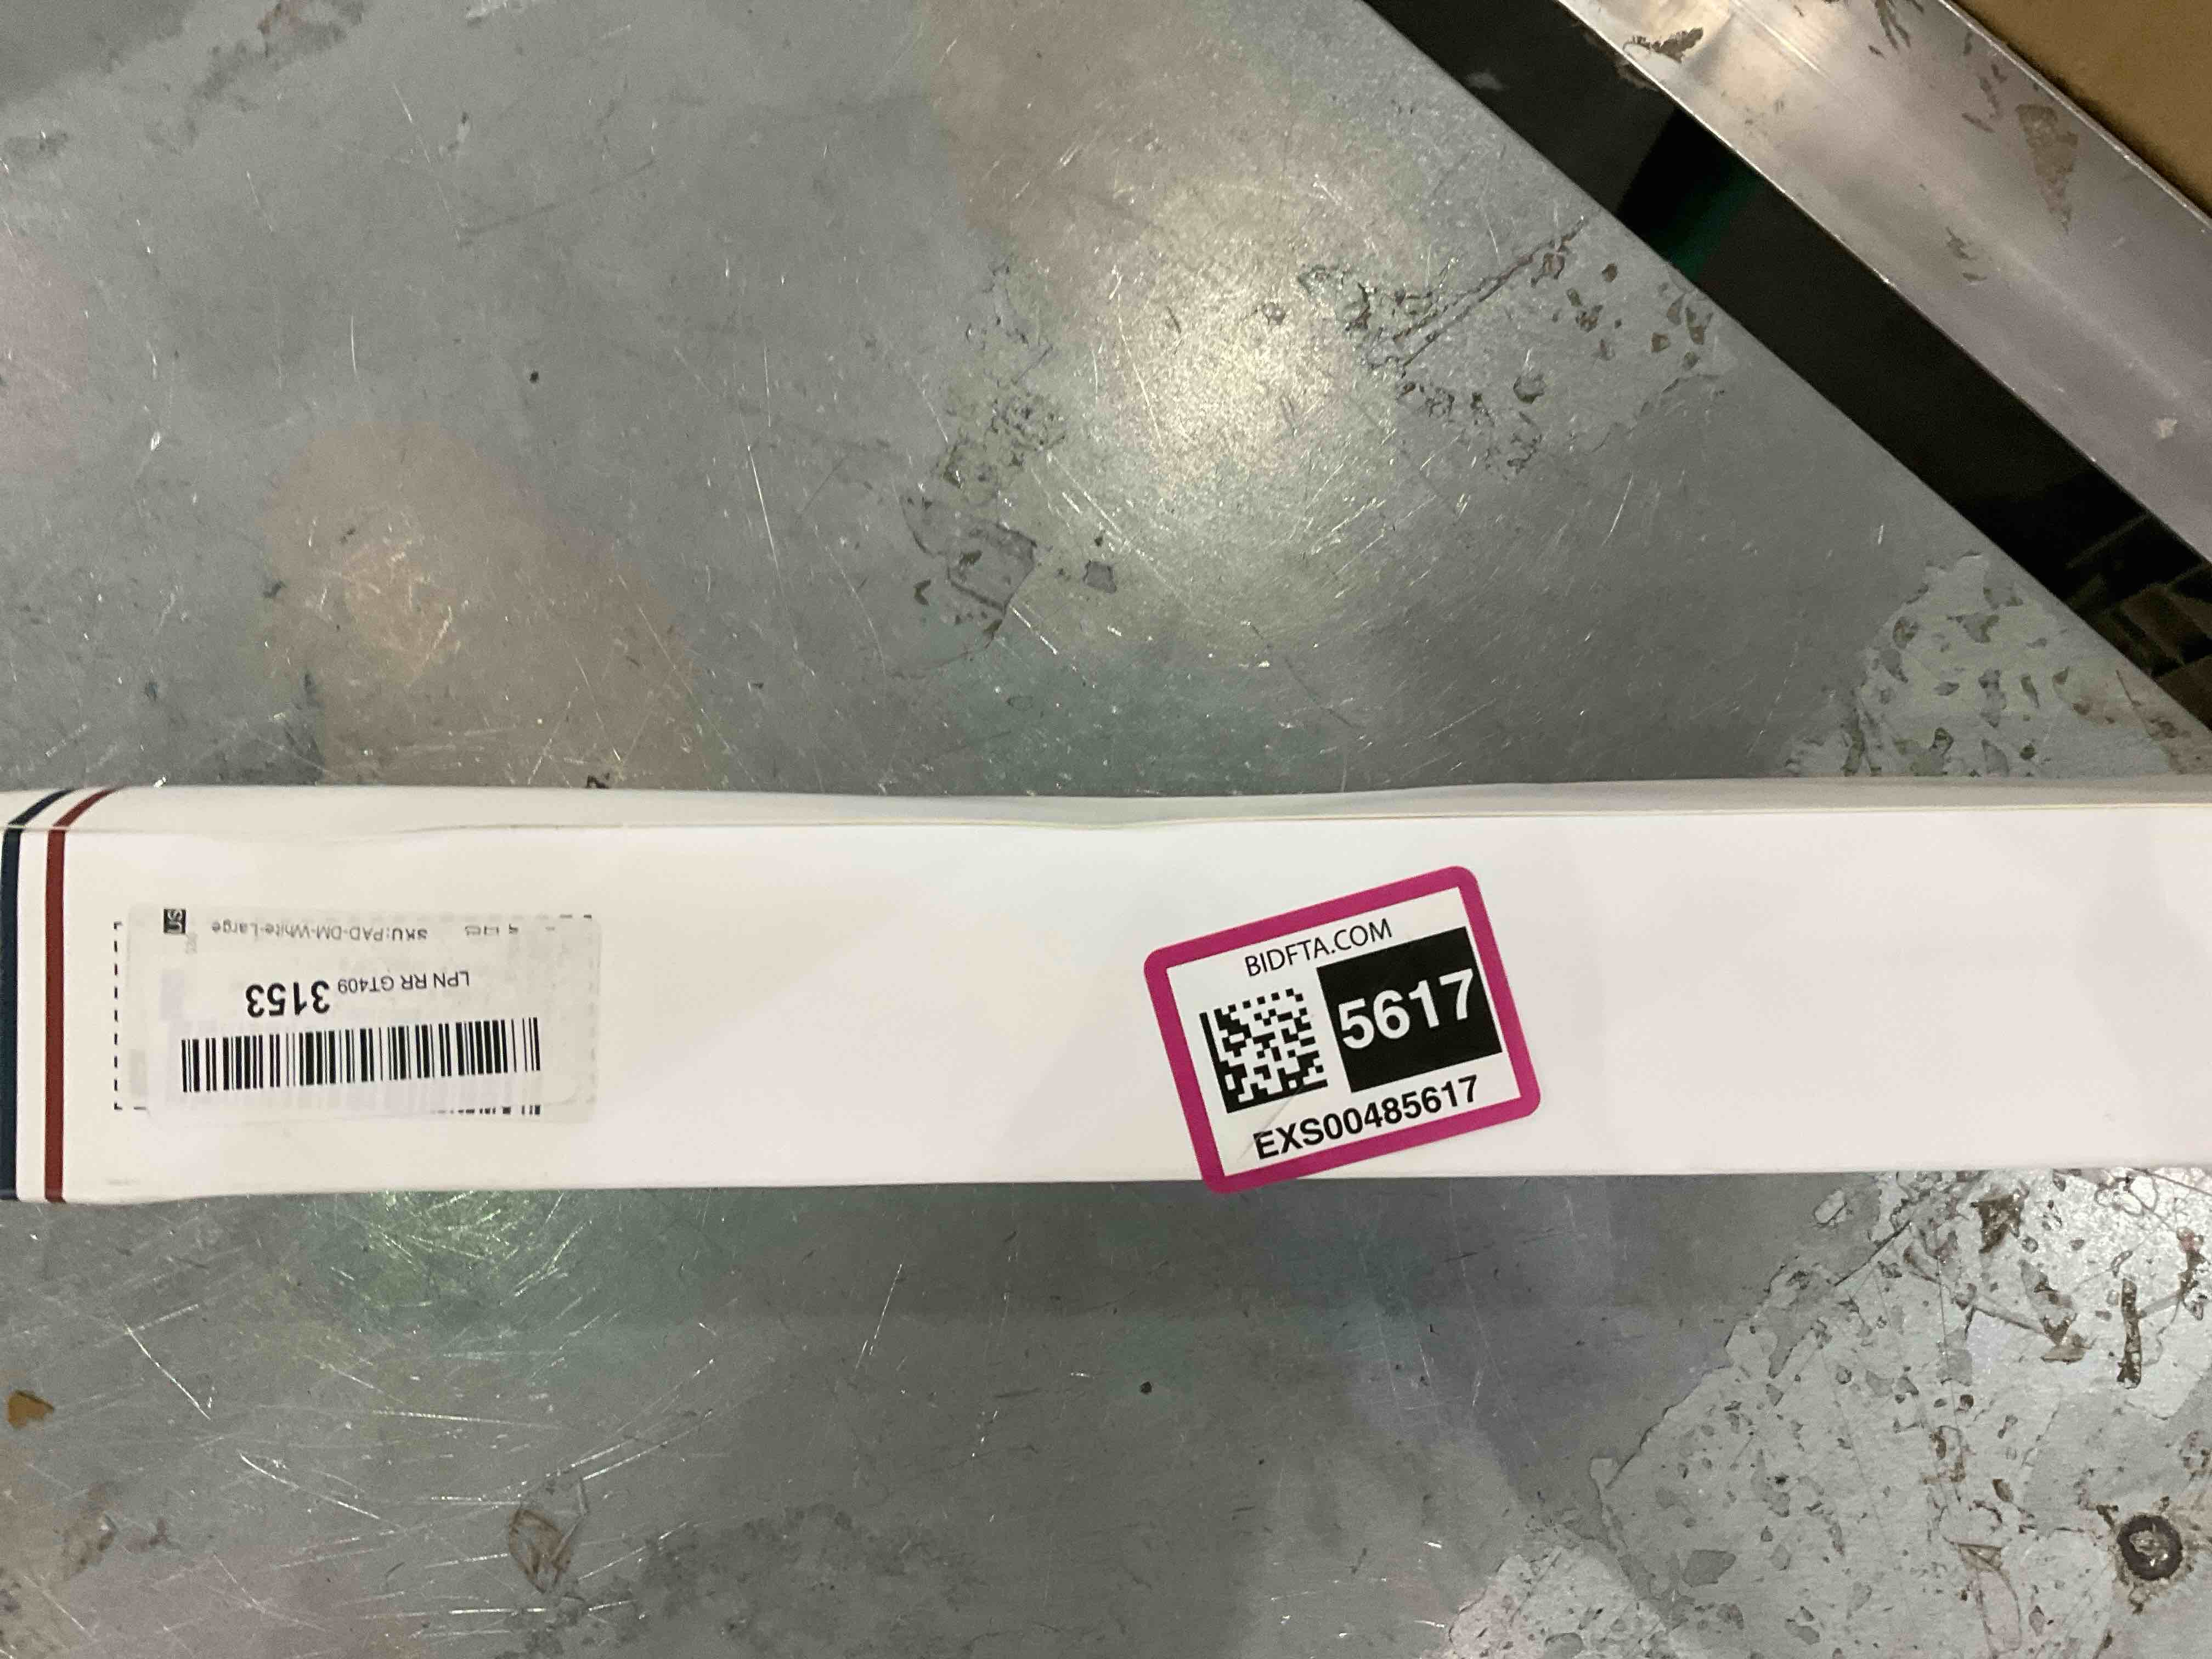 SKU:PAD-DM-White-Large
LPN RR GT409 3153
BIDFTA.COM
5617
EXS00485617